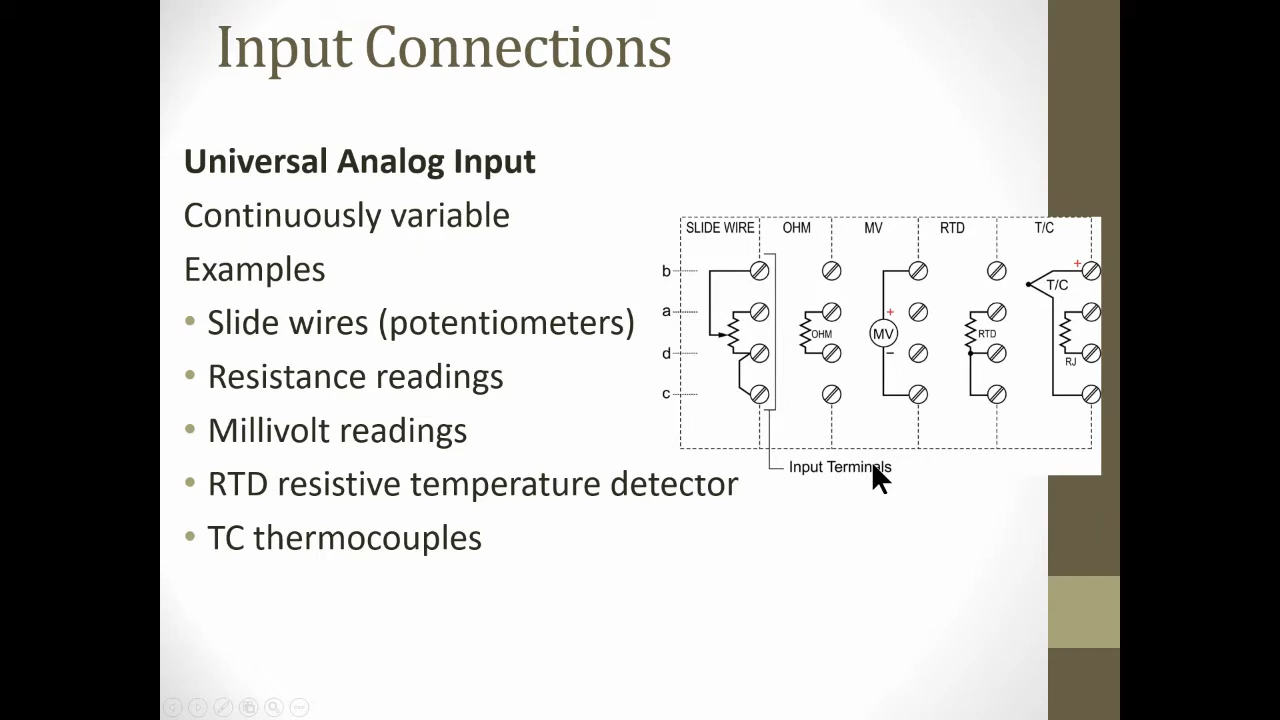 Input Connections
Universal Analog Input
Continuously variable
Examples
• Slide wires (potentiometers)
• Resistance readings
• Millivolt readings
• RTD resistive temperature detector
• TC thermocouples
SLIDE WIRE OHM MV RTD T/C
b
a
d
c
OHM
+
MV
−
RTD
+
T/C
RJ
Input Terminals